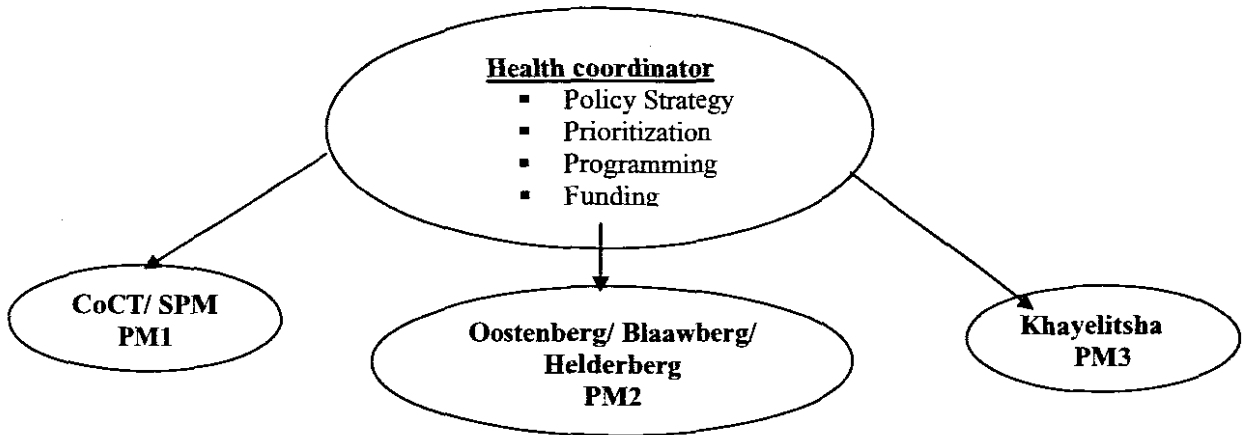 Health coordinator
▪ Policy Strategy
▪ Prioritization
▪ Programming
▪ Funding
CoCT/ SPM
PM1
Oostenberg/ Blaawberg/
Helderberg
PM2
Khayelitsha
PM3